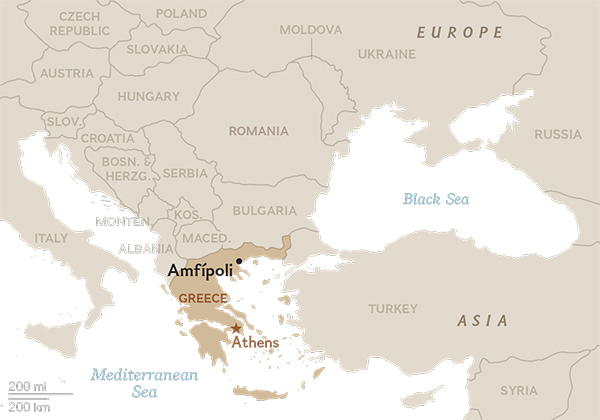 CZECH
REPUBLIC
POLAND
MOLDOVA
EUROPE
SLOVAKIA
UKRAINE
AUSTRIA
HUNGARY
SLOV.
CROATIA
ROMANIA
RUSSIA
BOSN. &
HERZG.
SERBIA
Black Sea
MONTEN.
KOS.
BULGARIA
ITALY
ALBANIA
MACED.
Amfípoli
GREECE
TURKEY
ASIA
Athens
Mediterranean
Sea
200 mi
200 km
SYRIA